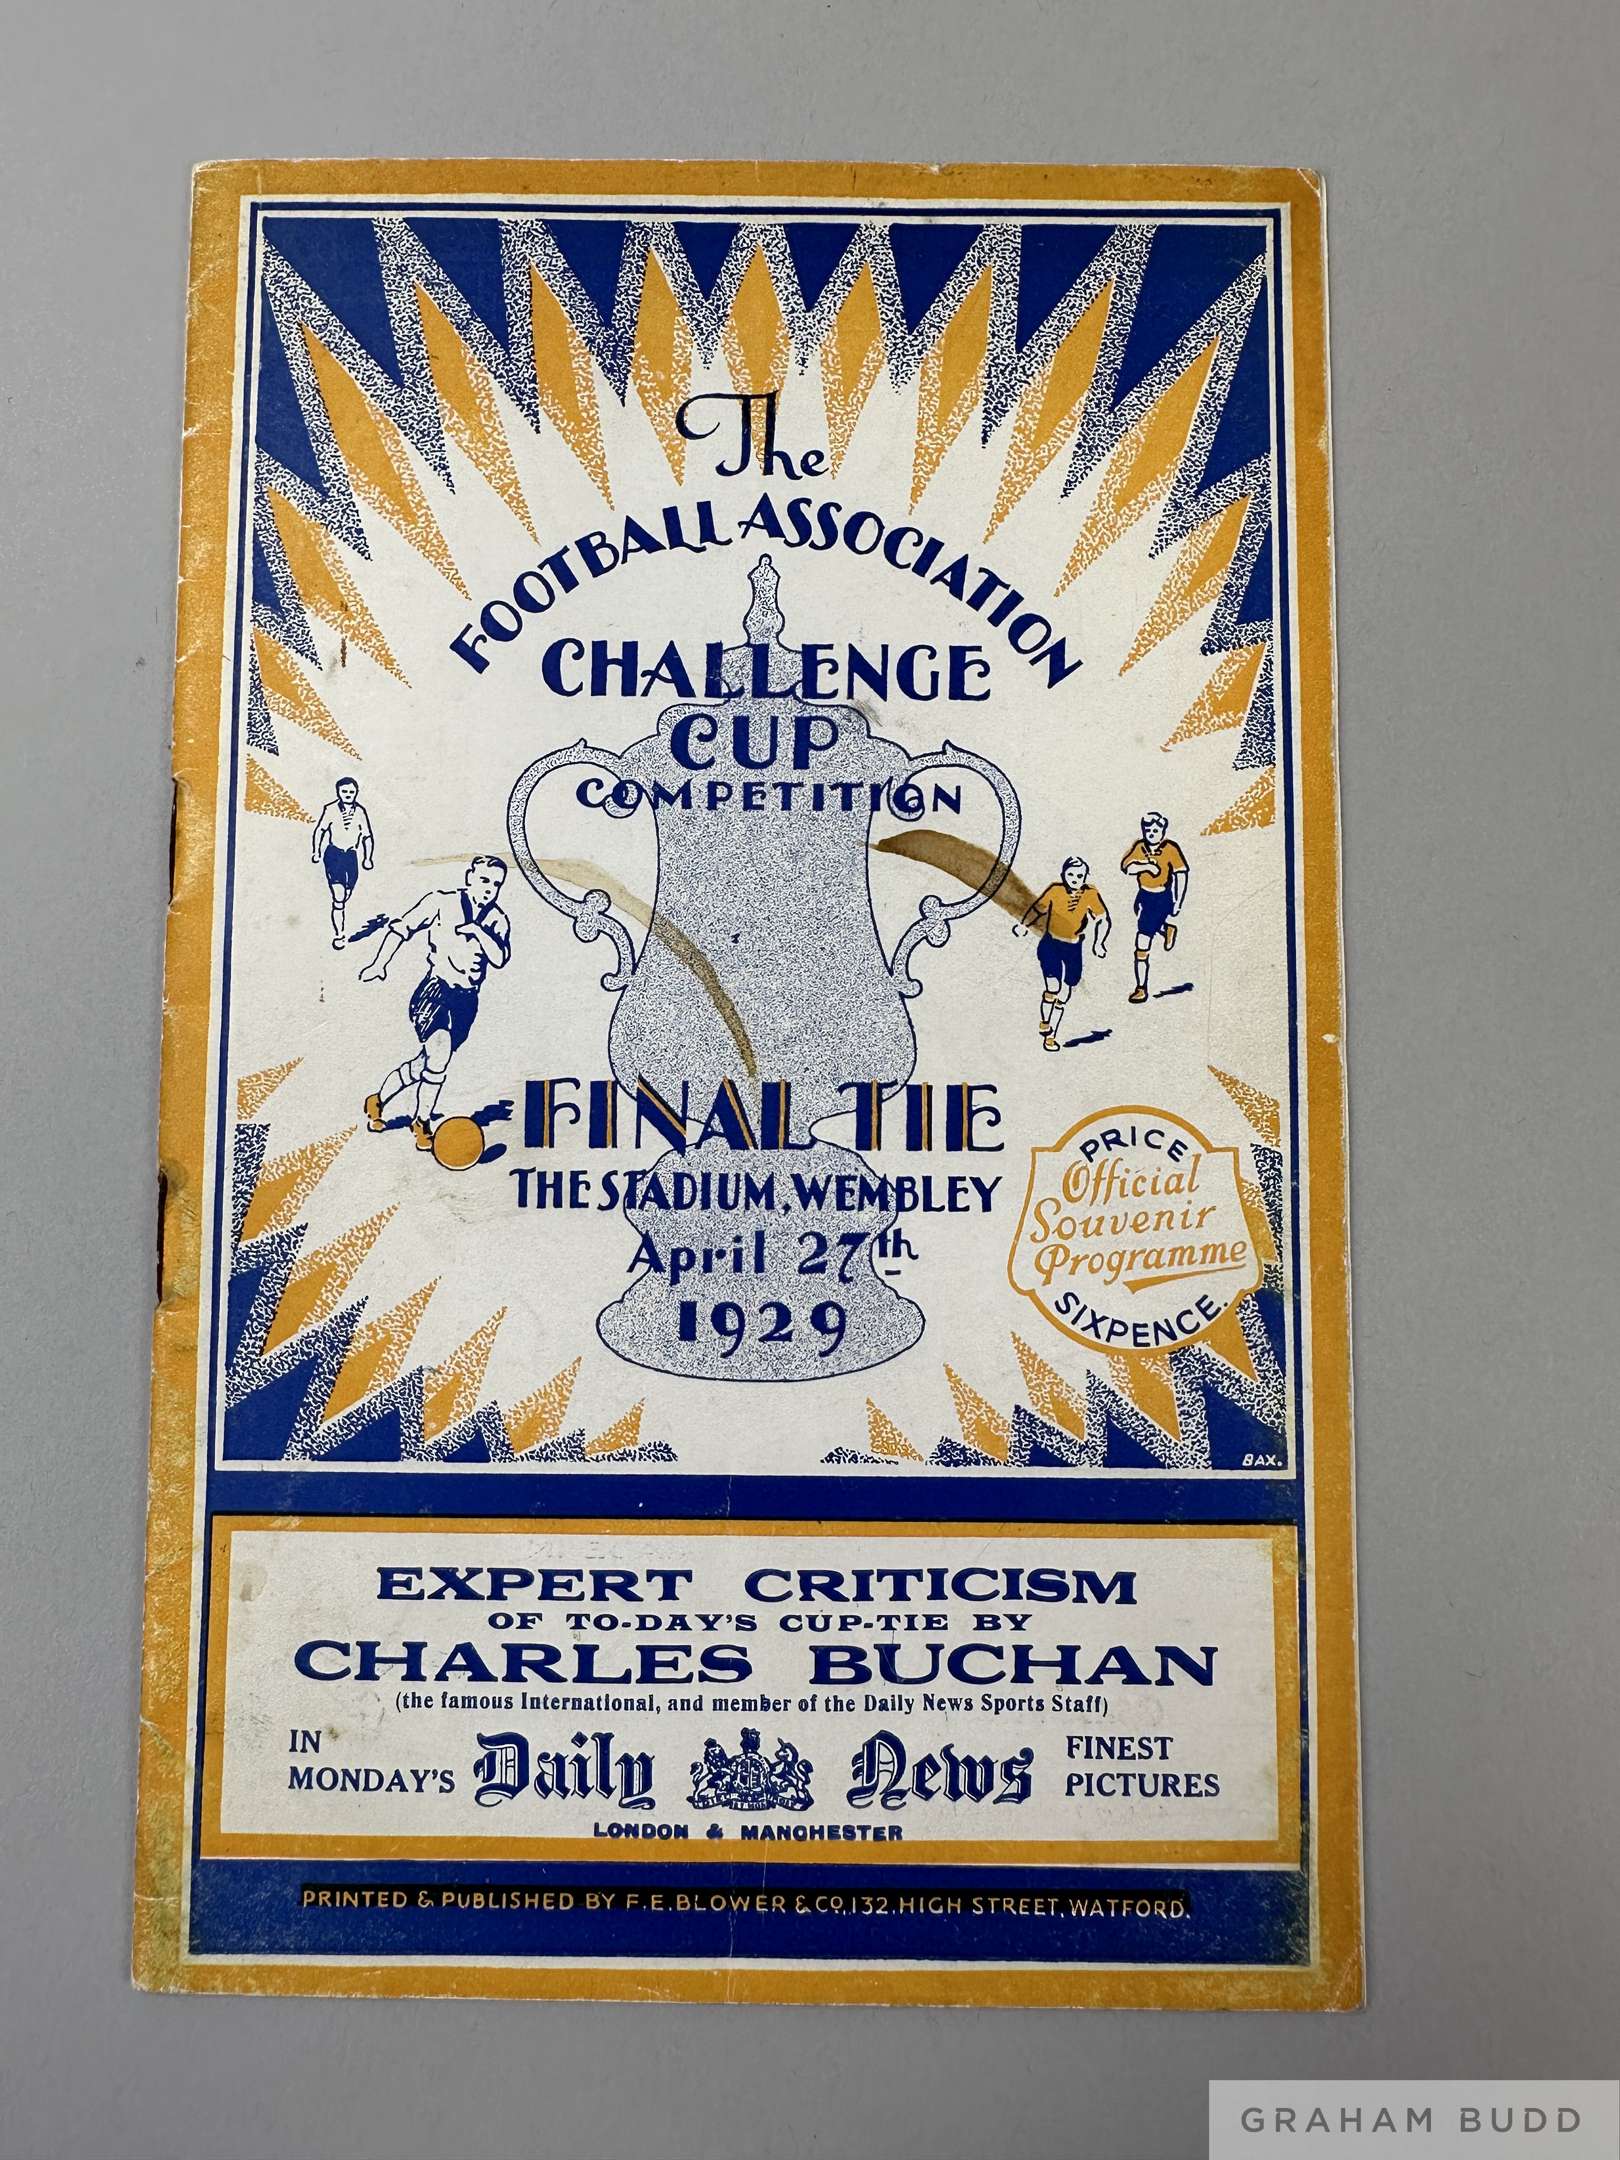 The
FOOTBALL ASSOCIATION
CHALLENGE
CUP
COMPETITION
FINAL TIE
THE STADIUM, WEMBLEY
April 27th
1929
PRICE
Official
Souvenir
Programme
SIXPENCE.
BAX.
EXPERT CRITICISM
OF TO-DAY'S CUP-TIE BY
CHARLES BUCHAN
(the famous International, and member of the Daily News Sports Staff)
IN MONDAY'S Daily News FINEST PICTURES
LONDON & MANCHESTER
PRINTED & PUBLISHED BY F.E.BLOWER & CO., 132, HIGH STREET, WATFORD.
GRAHAM BUDD